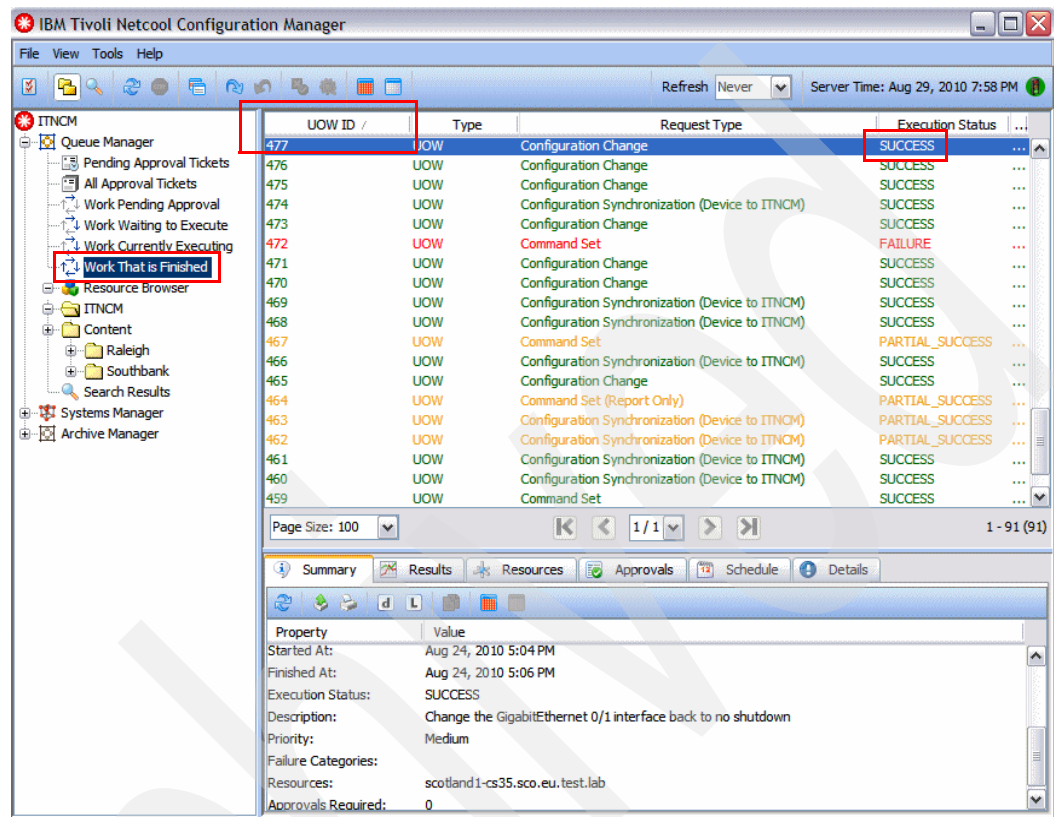 IBM Tivoli Netcool Configuration Manager
File View Tools Help
Refresh Never Server Time: Aug 29, 2010 7:58 PM
ITNCM
Queue Manager
Pending Approval Tickets
All Approval Tickets
Work Pending Approval
Work Waiting to Execute
Work Currently Executing
Work That is Finished
Resource Browser
ITNCM
Content
Raleigh
Southbank
Search Results
Systems Manager
Archive Manager
UOW ID / Type Request Type Execution Status ...
477 UOW Configuration Change SUCCESS ...
476 UOW Configuration Change SUCCESS ...
475 UOW Configuration Change SUCCESS ...
474 UOW Configuration Synchronization (Device to ITNCM) SUCCESS ...
473 UOW Configuration Change SUCCESS ...
472 UOW Command Set FAILURE ...
471 UOW Configuration Change SUCCESS ...
470 UOW Configuration Change SUCCESS ...
469 UOW Configuration Synchronization (Device to ITNCM) SUCCESS ...
468 UOW Configuration Synchronization (Device to ITNCM) SUCCESS ...
467 UOW Command Set PARTIAL_SUCCESS ...
466 UOW Configuration Synchronization (Device to ITNCM) SUCCESS ...
465 UOW Configuration Change SUCCESS ...
464 UOW Command Set (Report Only) PARTIAL_SUCCESS ...
463 UOW Configuration Synchronization (Device to ITNCM) PARTIAL_SUCCESS ...
462 UOW Configuration Synchronization (Device to ITNCM) PARTIAL_SUCCESS ...
461 UOW Configuration Synchronization (Device to ITNCM) SUCCESS ...
460 UOW Configuration Synchronization (Device to ITNCM) SUCCESS ...
459 UOW Command Set SUCCESS ...
Page Size: 100 1 / 1 1 - 91 (91)
Summary Results Resources Approvals Schedule Details
d L
Property Value
Started At: Aug 24, 2010 5:04 PM
Finished At: Aug 24, 2010 5:06 PM
Execution Status: SUCCESS
Description: Change the GigabitEthernet 0/1 interface back to no shutdown
Priority: Medium
Failure Categories:
Resources: scotland1-cs35.sco.eu.test.lab
Approvals Required: 0